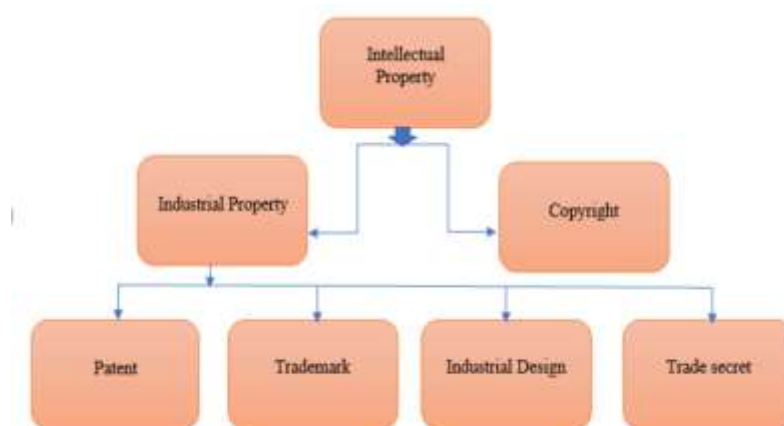 Intellectual
Property
Industrial Property
Copyright
Patent
Trademark
Industrial Design
Trade secret